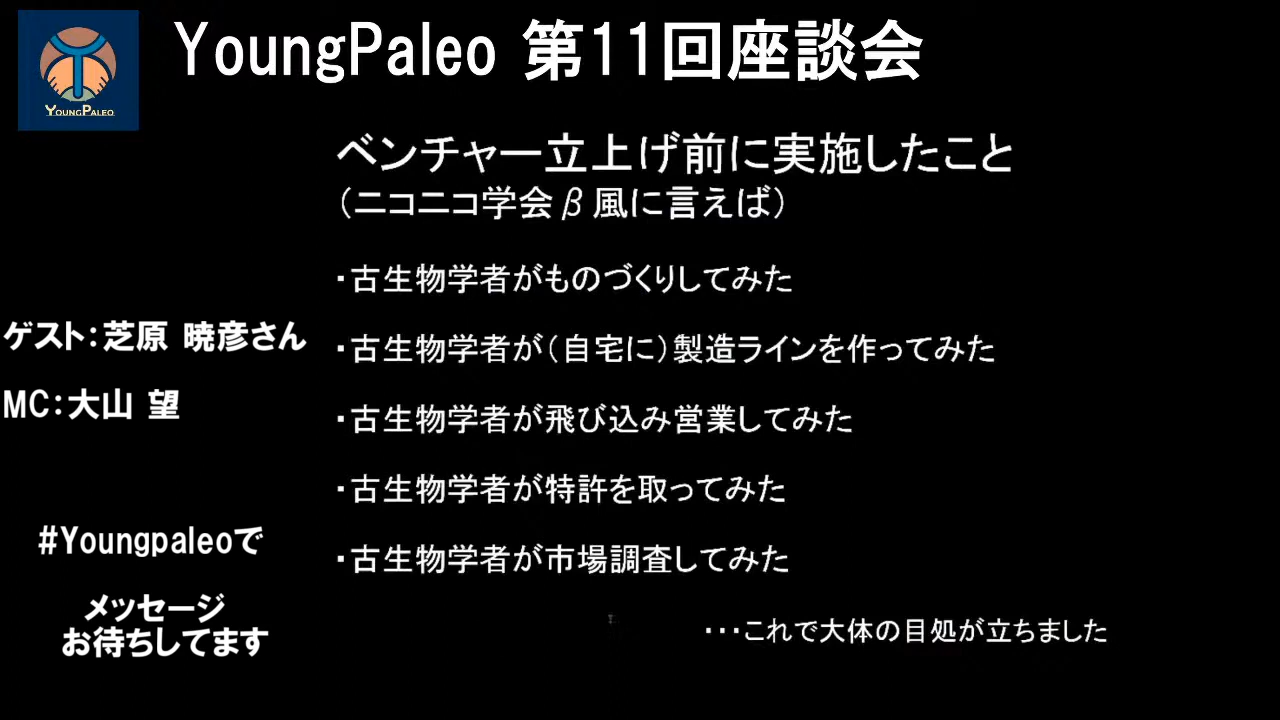 YoungPaleo 第11回座談会
YOUNGPALEO
ベンチャー立上げ前に実施したこと
（ニコニコ学会β風に言えば）
・古生物学者がものづくりしてみた
・古生物学者が（自宅に）製造ラインを作ってみた
・古生物学者が飛び込み営業してみた
・古生物学者が特許を取ってみた
・古生物学者が市場調査してみた
・・・これで大体の目処が立ちました
ゲスト：芝原 暁彦さん
MC：大山 望
#Youngpaleoで
メッセージ
お待ちしてます